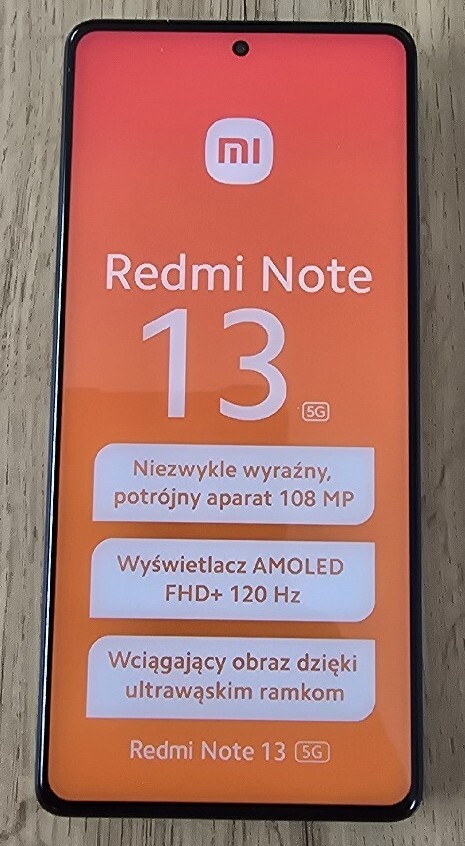 mi
Redmi Note
13 5G
Niezwykle wyraźny,
potrójny aparat 108 MP
Wyświetlacz AMOLED
FHD+ 120 Hz
Wciągający obraz dzięki
ultrawąskim ramkom
Redmi Note 13 5G